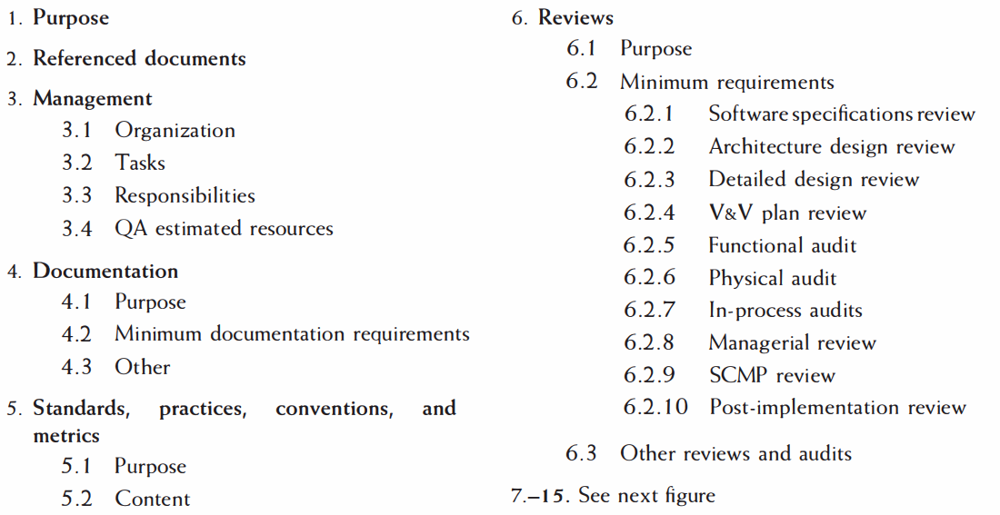 1. Purpose
2. Referenced documents
3. Management
3.1 Organization
3.2 Tasks
3.3 Responsibilities
3.4 QA estimated resources
4. Documentation
4.1 Purpose
4.2 Minimum documentation requirements
4.3 Other
5. Standards, practices, conventions, and
metrics
5.1 Purpose
5.2 Content
6. Reviews
6.1 Purpose
6.2 Minimum requirements
6.2.1 Software specifications review
6.2.2 Architecture design review
6.2.3 Detailed design review
6.2.4 V&V plan review
6.2.5 Functional audit
6.2.6 Physical audit
6.2.7 In-process audits
6.2.8 Managerial review
6.2.9 SCMP review
6.2.10 Post-implementation review
6.3 Other reviews and audits
7.–15. See next figure